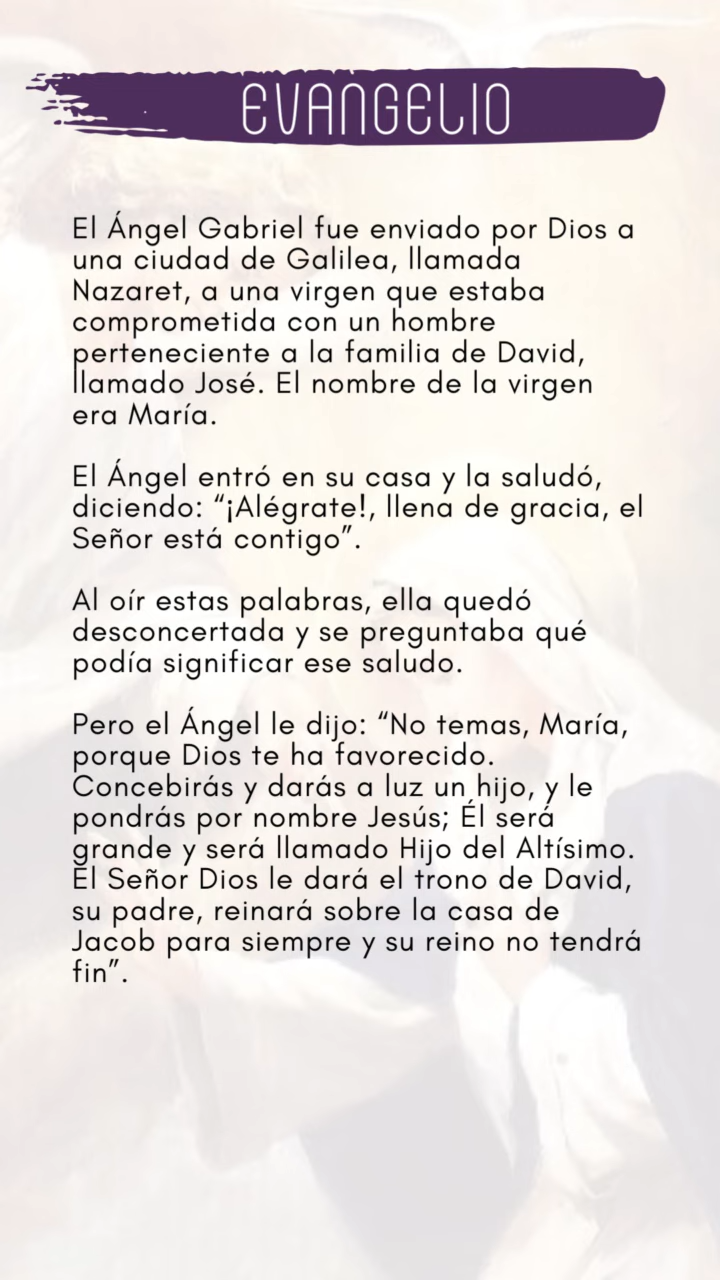 EVANGELIO
El Ángel Gabriel fue enviado por Dios a
una ciudad de Galilea, llamada
Nazaret, a una virgen que estaba
comprometida con un hombre
perteneciente a la familia de David,
llamado José. El nombre de la virgen
era María.
El Ángel entró en su casa y la saludó,
diciendo: “¡Alégrate!, llena de gracia, el
Señor está contigo”.
Al oír estas palabras, ella quedó
desconcertada y se preguntaba qué
podía significar ese saludo.
Pero el Ángel le dijo: “No temas, María,
porque Dios te ha favorecido.
Concebirás y darás a luz un hijo, y le
pondrás por nombre Jesús; Él será
grande y será llamado Hijo del Altísimo.
El Señor Dios le dará el trono de David,
su padre, reinará sobre la casa de
Jacob para siempre y su reino no tendrá
fin”.